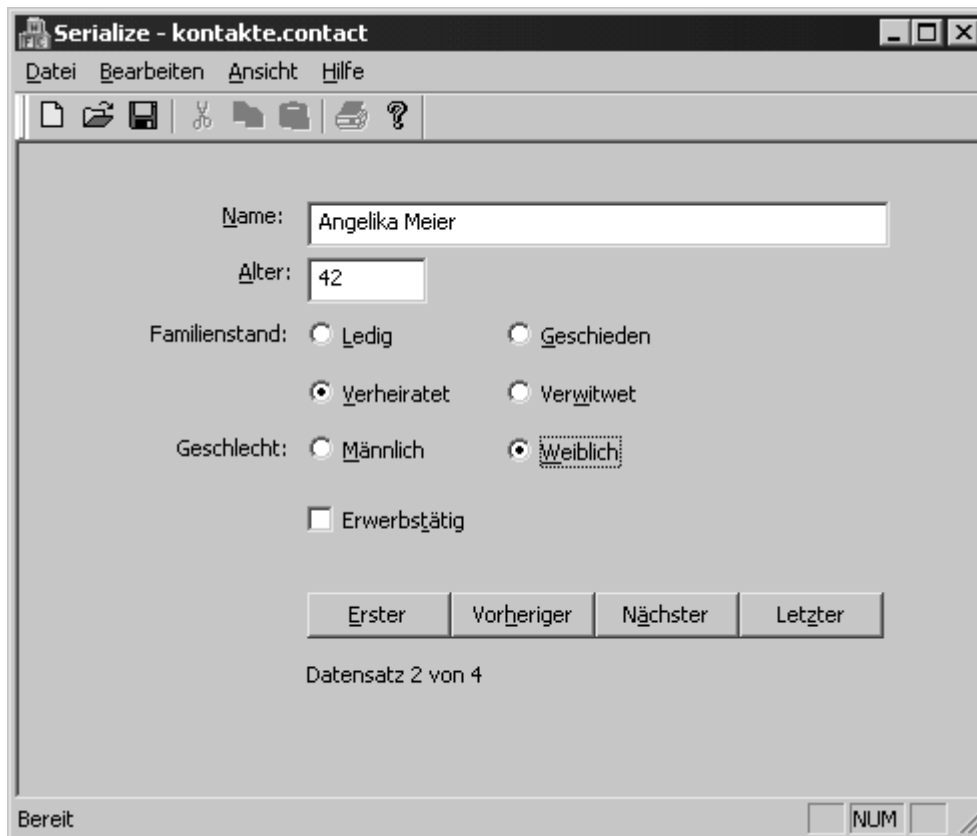 Serialize - kontakte.contact
Datei Bearbeiten Ansicht Hilfe
Name: Angelika Meier
Alter: 42
Familienstand: Ledig Geschieden
Verheiratet Verwitwet
Geschlecht: Männlich Weiblich
Erwerbstätig
Erster Vorheriger Nächster Letzter
Datensatz 2 von 4
Bereit NUM